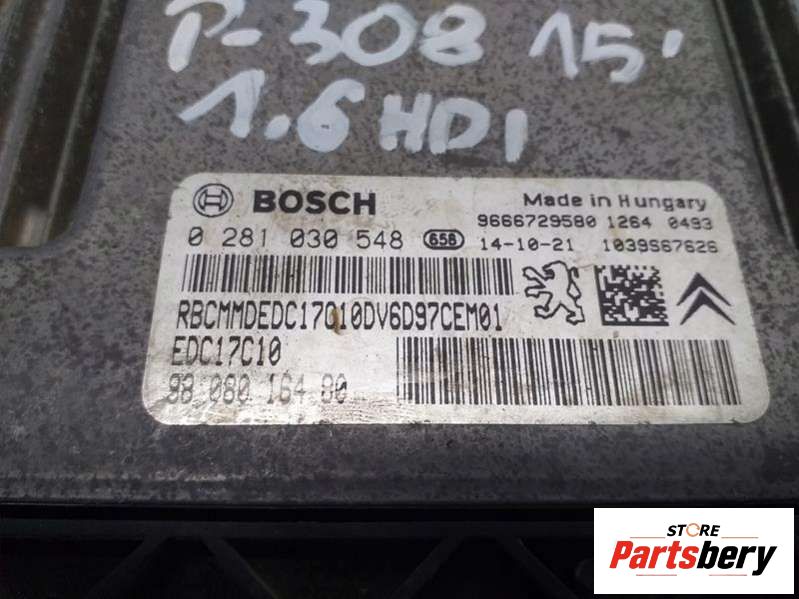 P-308 15'
1.6 HDI
BOSCH
Made in Hungary
9666729580 1264 0493
0 281 030 548 658 14-10-21 1039S67626
RBCMMDEDC17C10DV6D97CEM01
EDC17C10
98 080 164 80
STORE
Partsbery